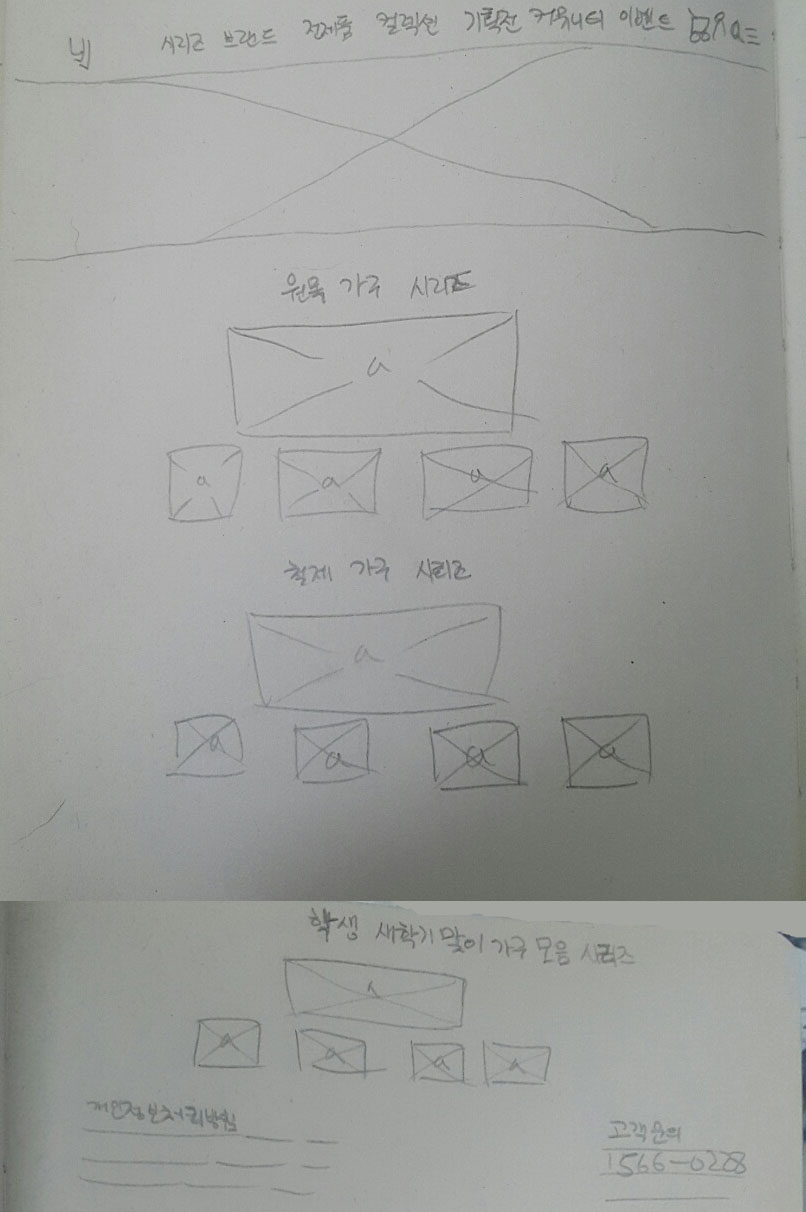 시리즈 브랜드 전제품 컬렉션 기획전 커뮤니티 이벤트
원목 가구 시리즈
a
a a a a
철제 가구 시리즈
a
a a a a
학생 새학기맞이 가구 모음 시리즈
a
a a a a
개인정보처리방침
고객문의
1566-0228